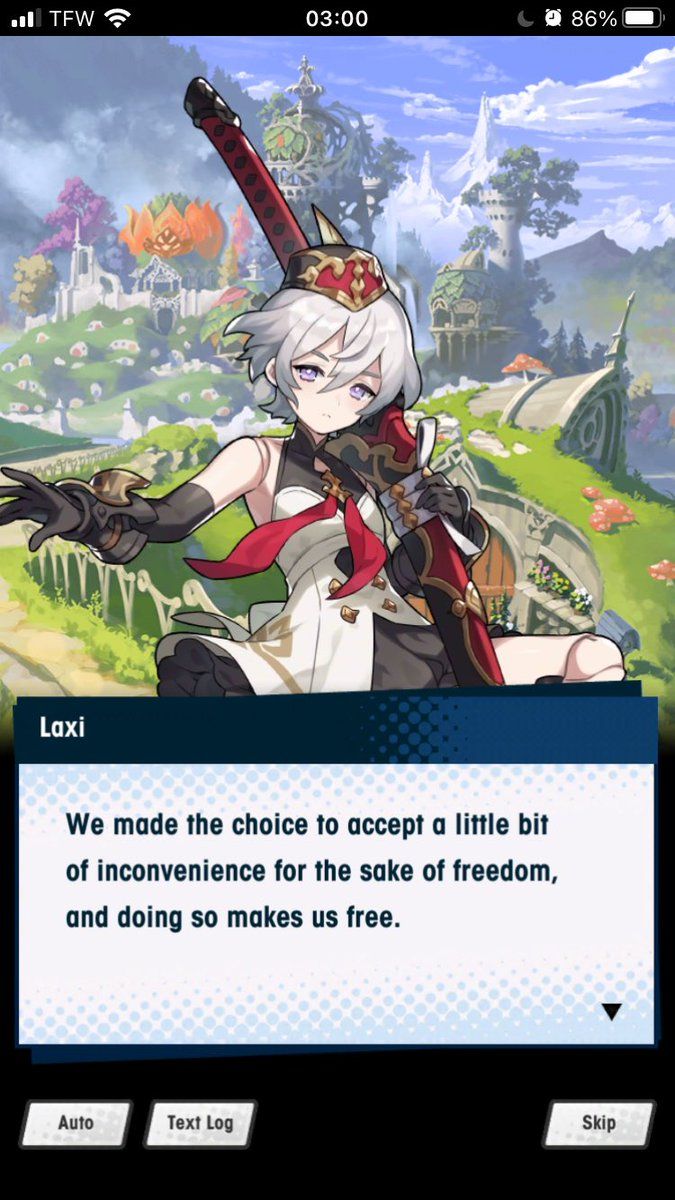 TFW 03:00 86%
Laxi
We made the choice to accept a little bit
of inconvenience for the sake of freedom,
and doing so makes us free.
Auto Text Log Skip